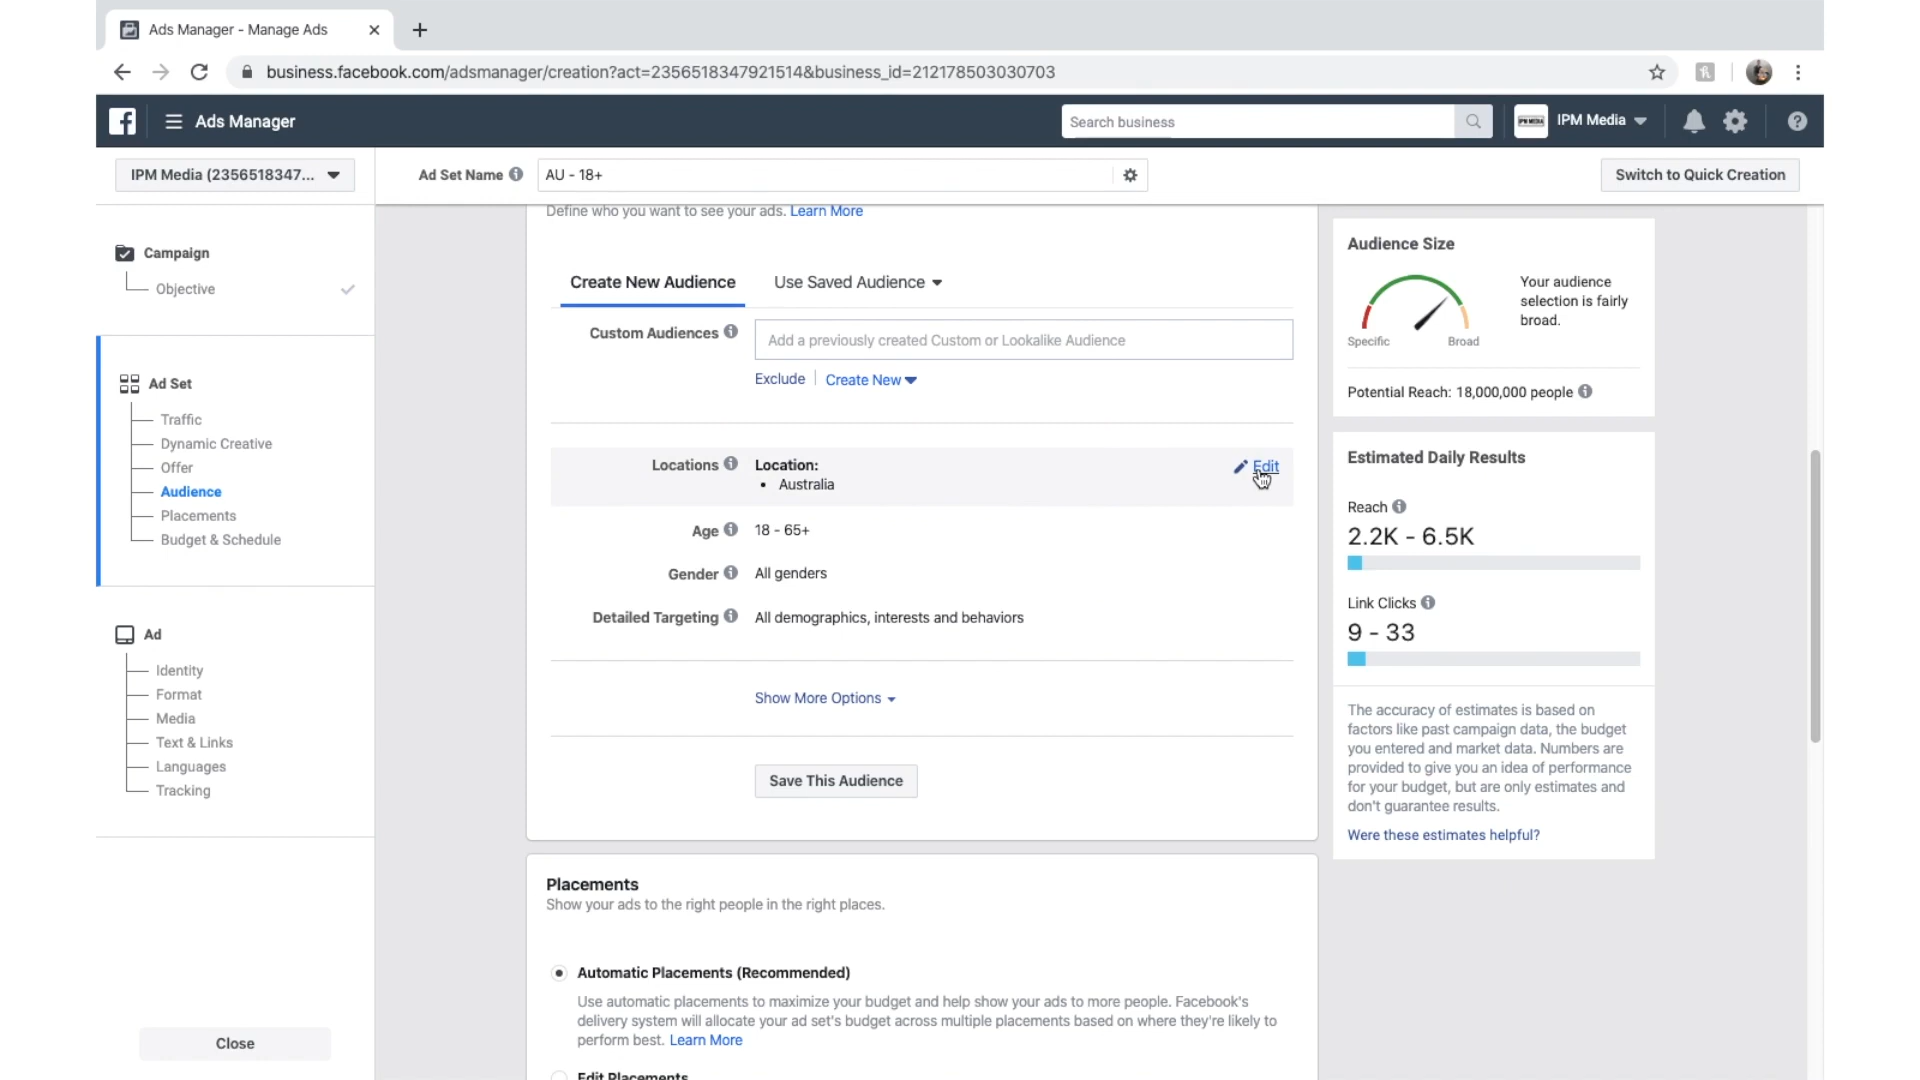 Ads Manager - Manage Ads
business.facebook.com/adsmanager/creation?act=2356518347921514&business_id=212178503030703
Ads Manager
Search business
IPM MEDIA
IPM Media
IPM Media (2356518347...
Ad Set Name
AU - 18+
Switch to Quick Creation
Campaign
Objective
Ad Set
Traffic
Dynamic Creative
Offer
Audience
Placements
Budget & Schedule
Ad
Identity
Format
Media
Text & Links
Languages
Tracking
Close
Define who you want to see your ads. Learn More
Create New Audience
Use Saved Audience
Custom Audiences
Add a previously created Custom or Lookalike Audience
Exclude
Create New
Locations
Location:
• Australia
Edit
Age
18 - 65+
Gender
All genders
Detailed Targeting
All demographics, interests and behaviors
Show More Options
Save This Audience
Placements
Show your ads to the right people in the right places.
Automatic Placements (Recommended)
Use automatic placements to maximize your budget and help show your ads to more people. Facebook's
delivery system will allocate your ad set's budget across multiple placements based on where they're likely to
perform best. Learn More
Edit Placements
Audience Size
Your audience
selection is fairly
broad.
Specific
Broad
Potential Reach: 18,000,000 people
Estimated Daily Results
Reach
2.2K - 6.5K
Link Clicks
9 - 33
The accuracy of estimates is based on
factors like past campaign data, the budget
you entered and market data. Numbers are
provided to give you an idea of performance
for your budget, but are only estimates and
don't guarantee results.
Were these estimates helpful?